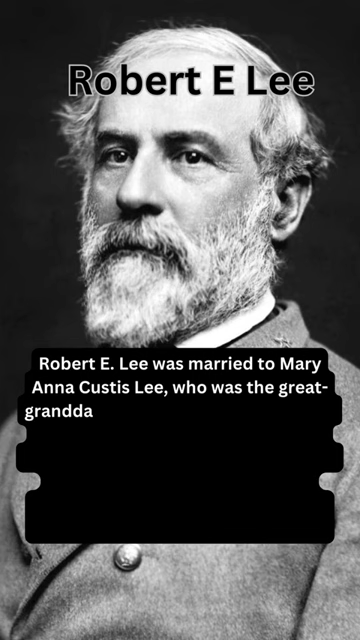 Robert E Lee
Robert E. Lee was married to Mary
Anna Custis Lee, who was the great-
grandda